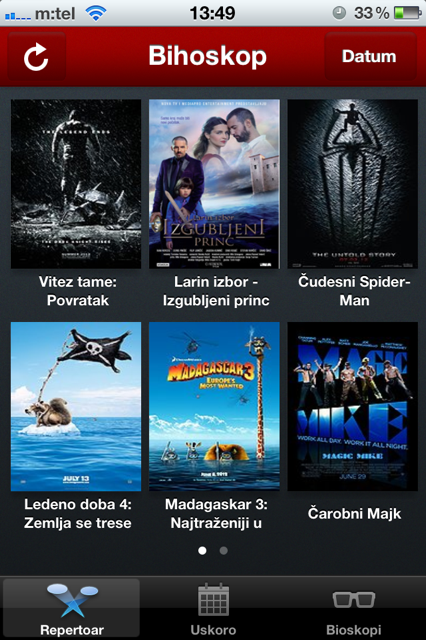 m:tel
13:49
33 %
Bihoskop
Datum
THE LEGEND ENDS
THE DARK KNIGHT RISES
IZGUBLJENI
PRINC
THE UNTOLD STORY
Vitez tame:
Povratak
Larin izbor -
Izgubljeni princ
Čudesni Spider-
Man
JULY 13
MADAGASCAR 3
EUROPE'S
MOST WANTED
MAGIC
MIKE
WORK ALL DAY. WORK IT ALL NIGHT.
MAGIC MIKE
JUNE 29
Ledeno doba 4:
Zemlja se trese
Madagaskar 3:
Najtraženiji u
Čarobni Majk
Repertoar
Uskoro
Bioskopi